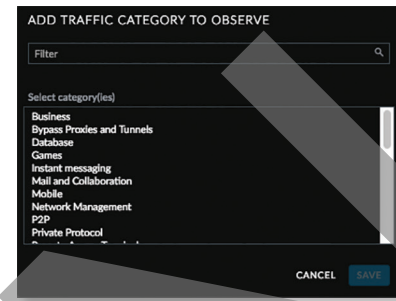 ADD TRAFFIC CATEGORY TO OBSERVE
Filter
Select category(ies)
Business
Bypass Proxies and Tunnels
Database
Games
Instant messaging
Mail and Collaboration
Mobile
Network Management
P2P
Private Protocol
CANCEL SAVE